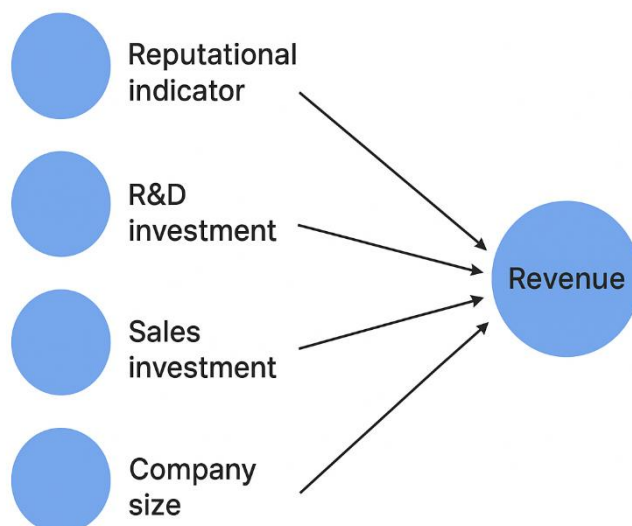 Reputational
indicator
R&D
investment
Revenue
Sales
investment
Company
size